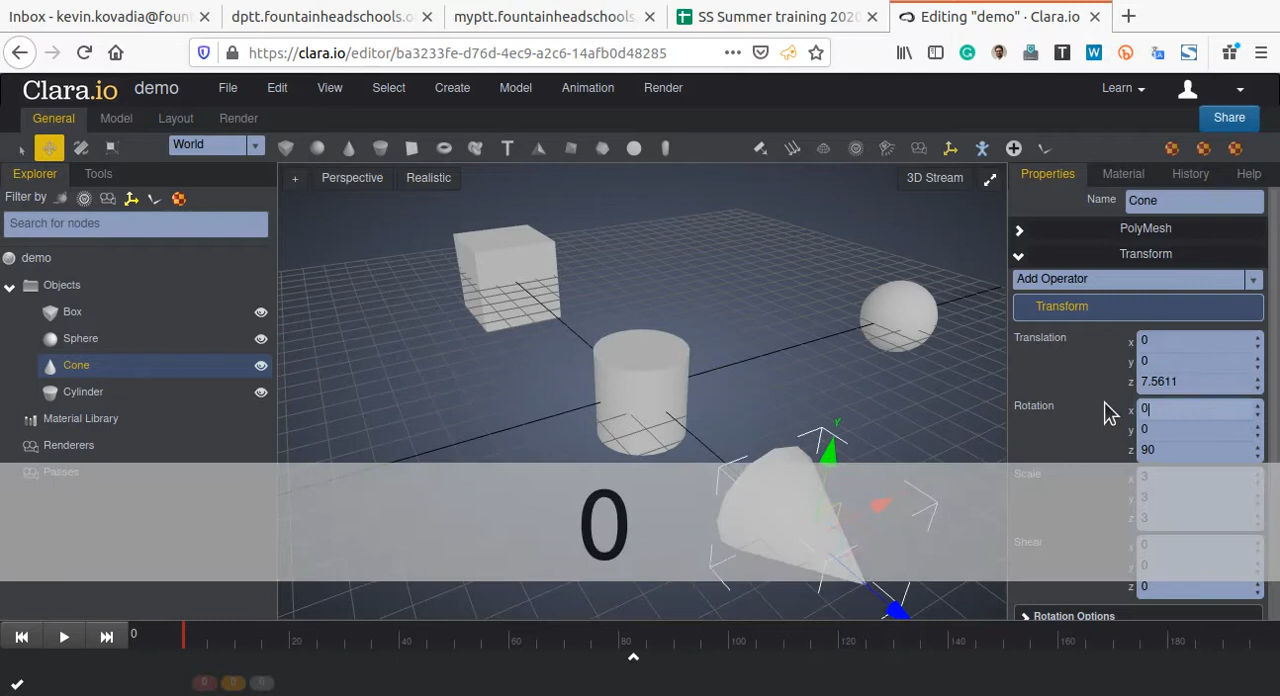 Inbox - kevin.kovadia@foun
dptt.fountainheadschools.o
myptt.fountainheadschools.
SS Summer training 2020
Editing "demo" · Clara.io
https://clara.io/editor/ba3233fe-d76d-4ec9-a2c6-14afb0d48285
Clara.io demo File Edit View Select Create Model Animation Render Learn
General Model Layout Render Share
World
Explorer Tools
Perspective Realistic 3D Stream
Properties Material History Help
Filter by
Name Cone
Search for nodes
PolyMesh
Transform
demo
Add Operator
Objects
Transform
Box
Sphere
Cone
Cylinder
Material Library
Renderers
Passes
Translation x 0
y 0
z 7.5611
Rotation x 0
y 0
z 90
Scale x 3
y 3
z 3
Shear x 0
y 0
z 0
Rotation Options
Y
0
0 20 40 60 80 100 120 140 160 180
0 0 0